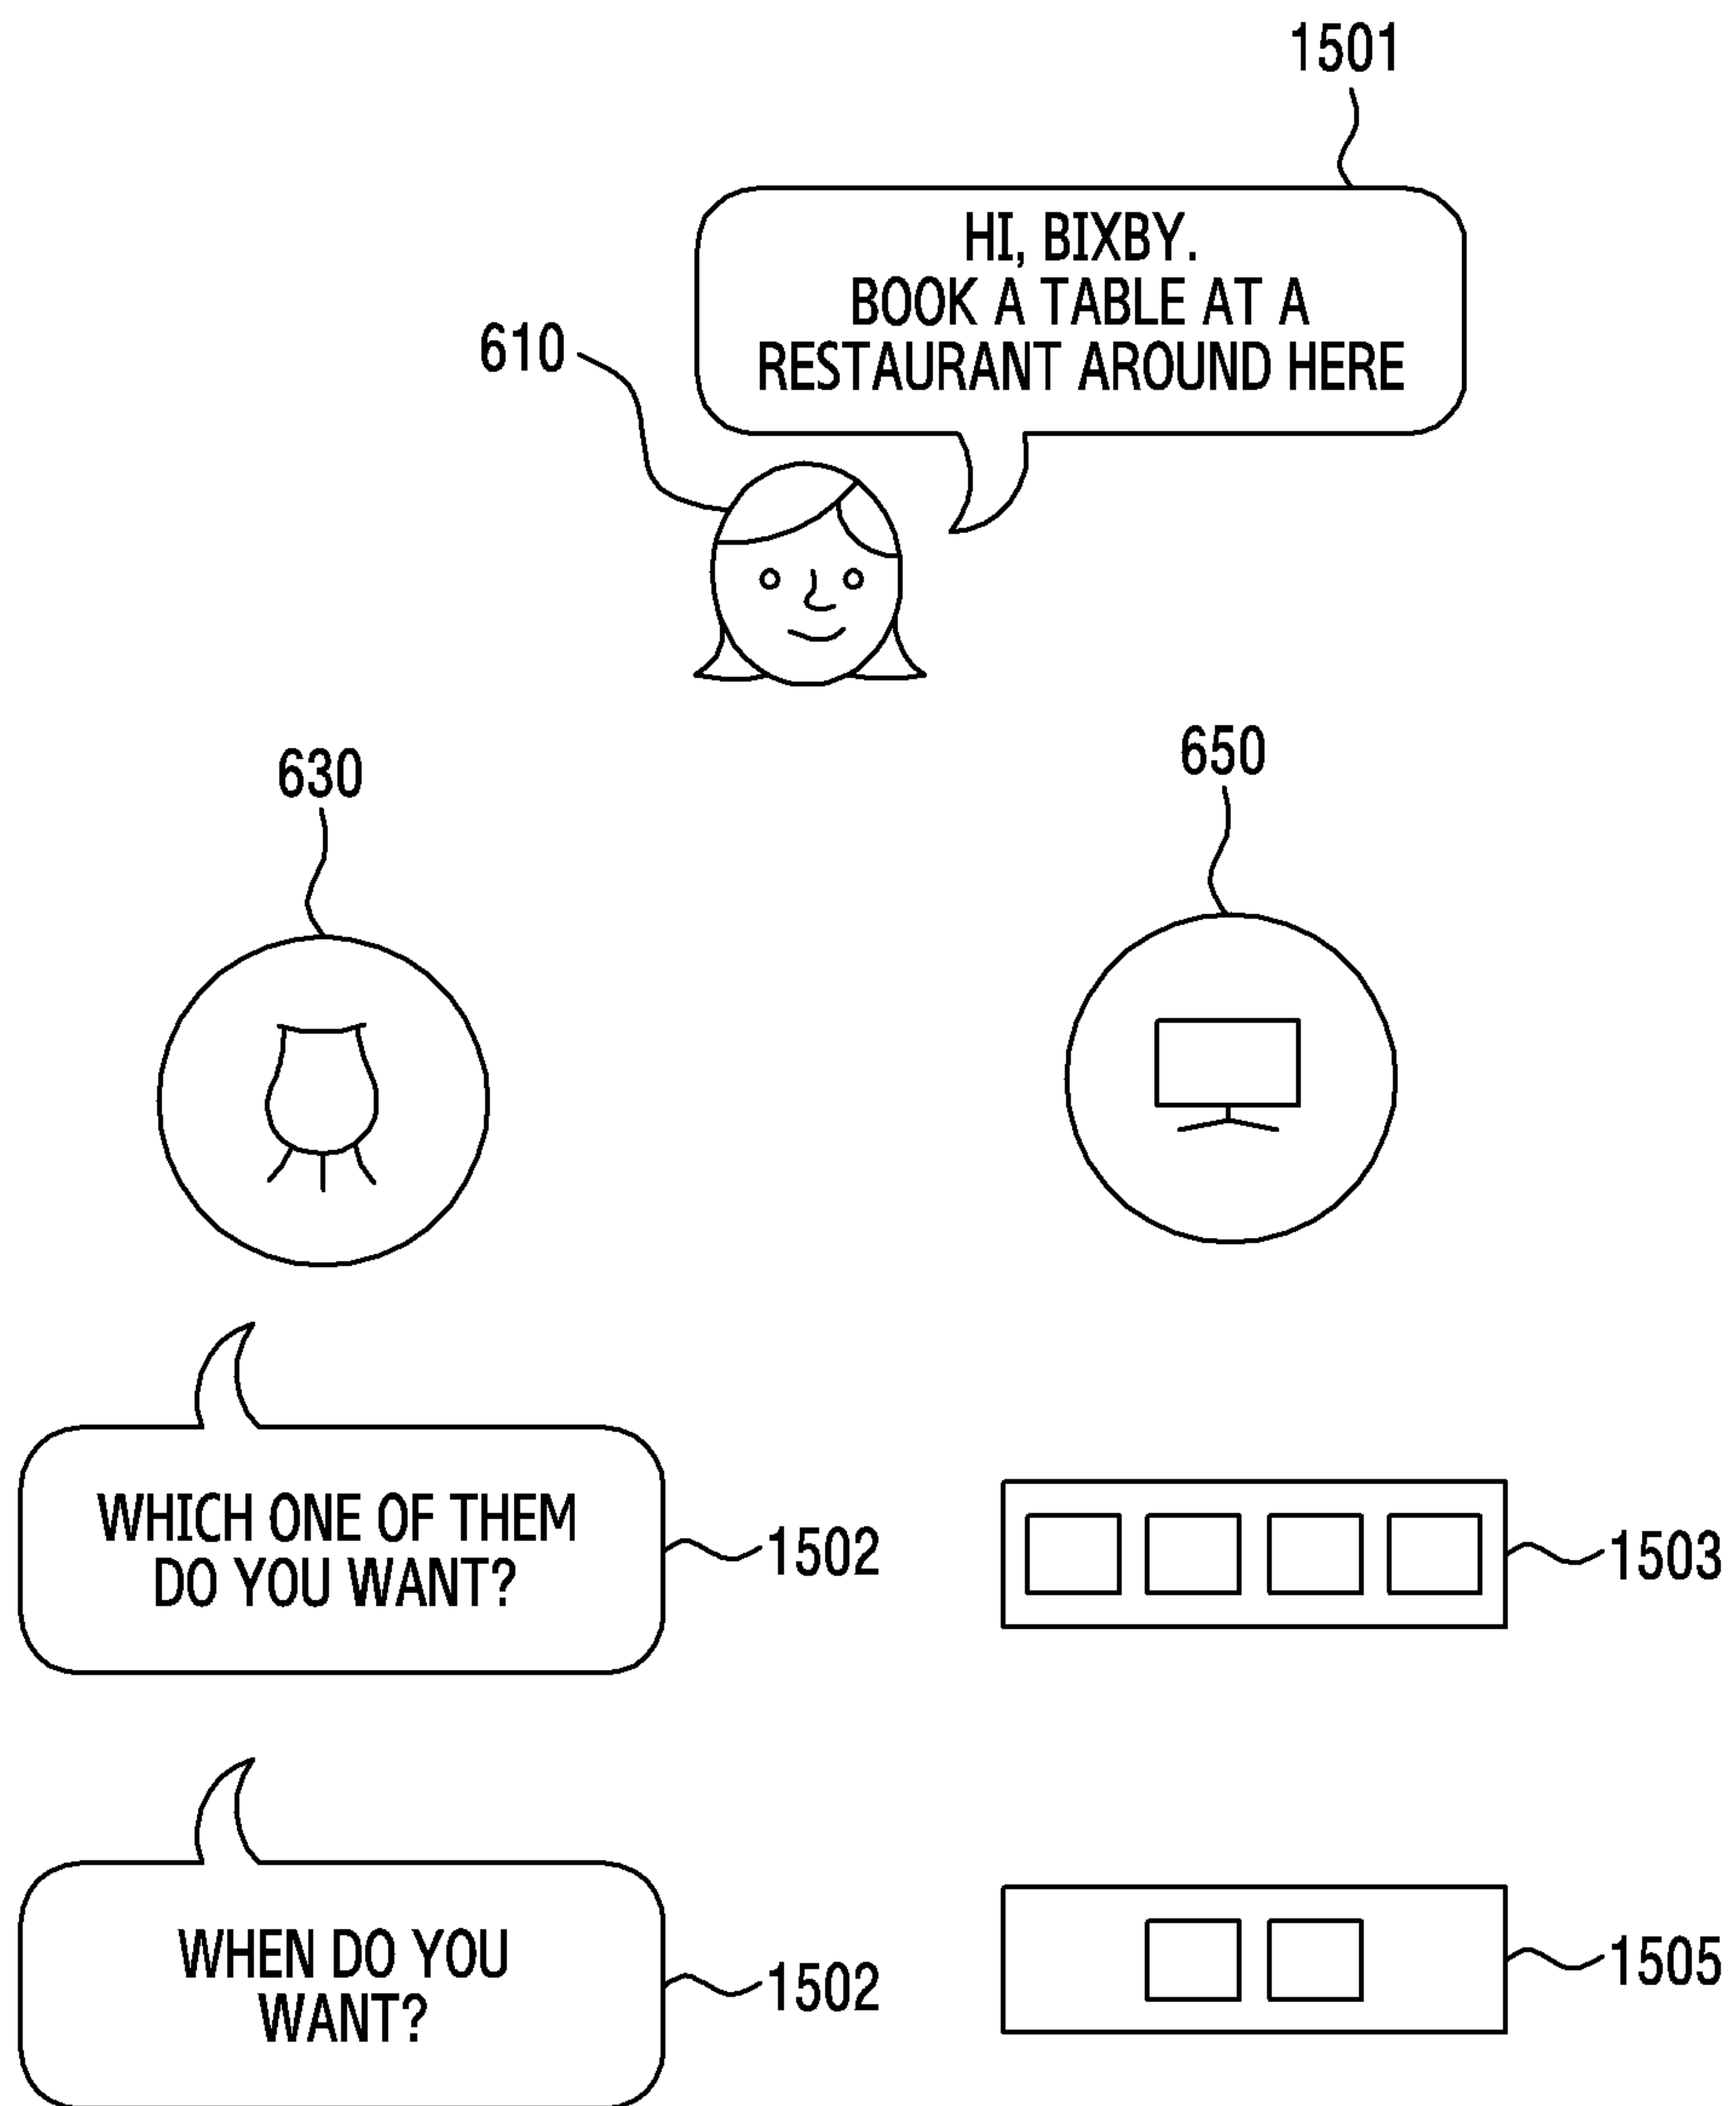 1501
HI, BIXBY.
BOOK A TABLE AT A
RESTAURANT AROUND HERE
610
630
650
WHICH ONE OF THEM
DO YOU WANT?
1502
1503
WHEN DO YOU
WANT?
1502
1505